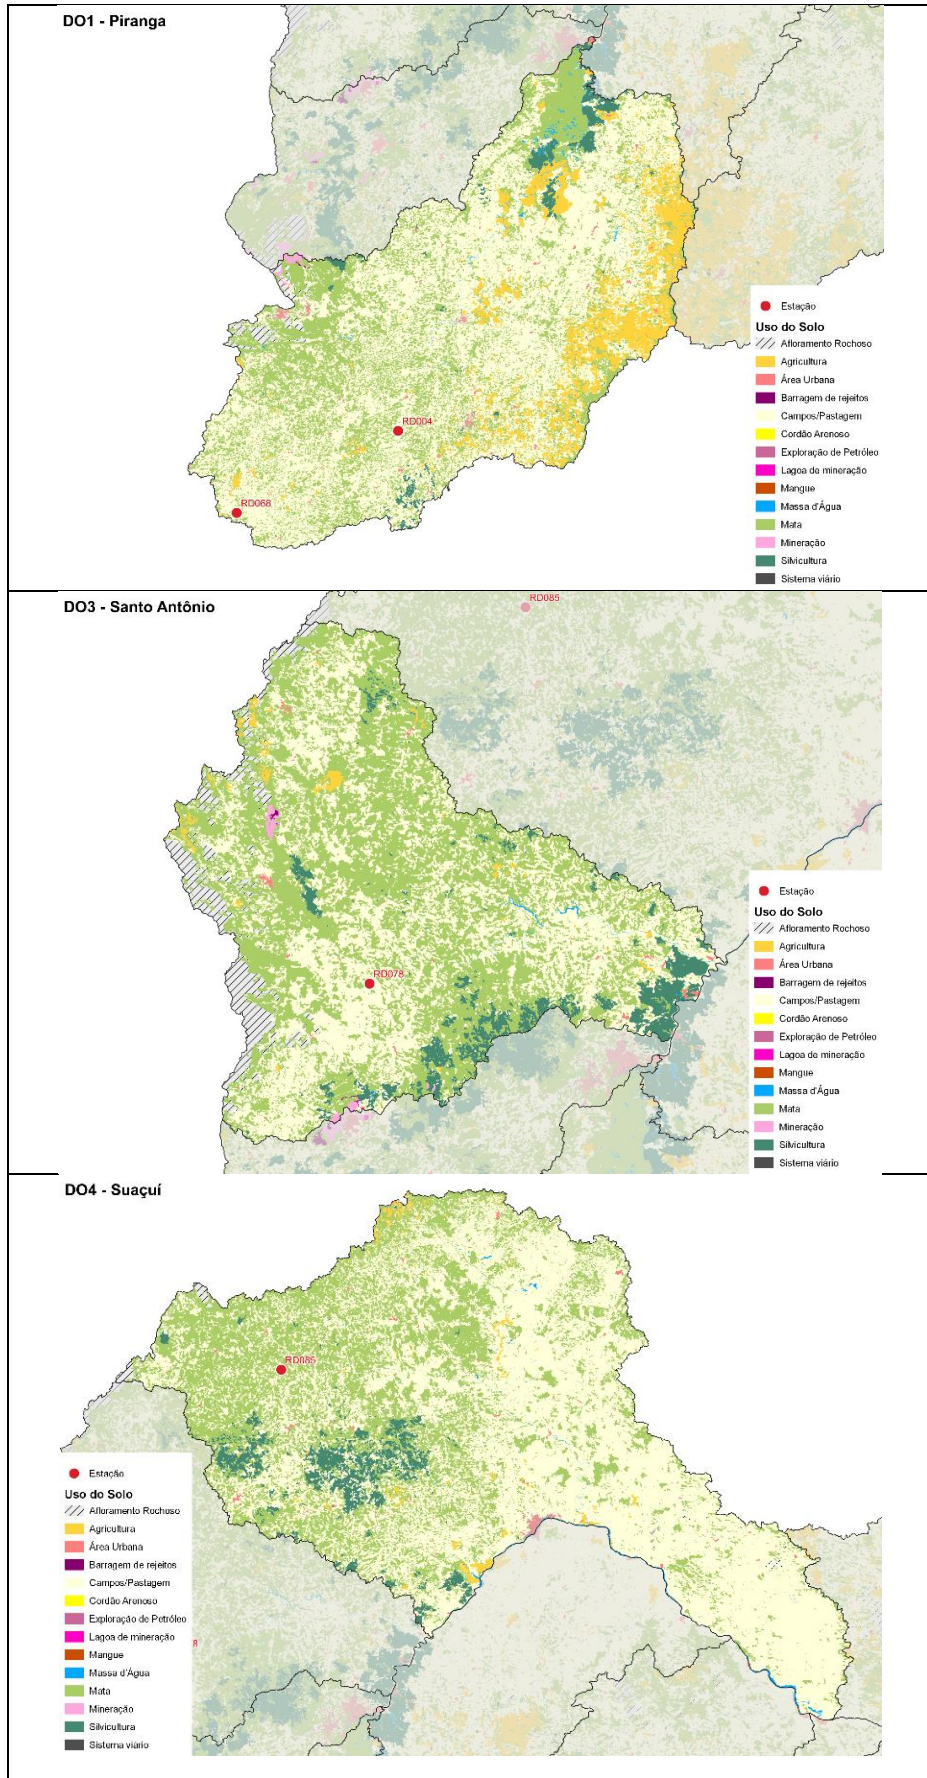 DO1 - Piranga
RD004
RD068
Estação
Uso do Solo
Afloramento Rochoso
Agricultura
Área Urbana
Barragem de rejeitos
Campos/Pastagem
Cordão Arenoso
Exploração de Petróleo
Lagoa de mineração
Mangue
Massa d'Água
Mata
Mineração
Silvicultura
Sistema viário
DO3 - Santo Antônio
RD085
RD078
Estação
Uso do Solo
Afloramento Rochoso
Agricultura
Área Urbana
Barragem de rejeitos
Campos/Pastagem
Cordão Arenoso
Exploração de Petróleo
Lagoa de mineração
Mangue
Massa d'Água
Mata
Mineração
Silvicultura
Sistema viário
DO4 - Suaçuí
RD085
Estação
Uso do Solo
Afloramento Rochoso
Agricultura
Área Urbana
Barragem de rejeitos
Campos/Pastagem
Cordão Arenoso
Exploração de Petróleo
Lagoa de mineração
Mangue
Massa d'Água
Mata
Mineração
Silvicultura
Sistema viário